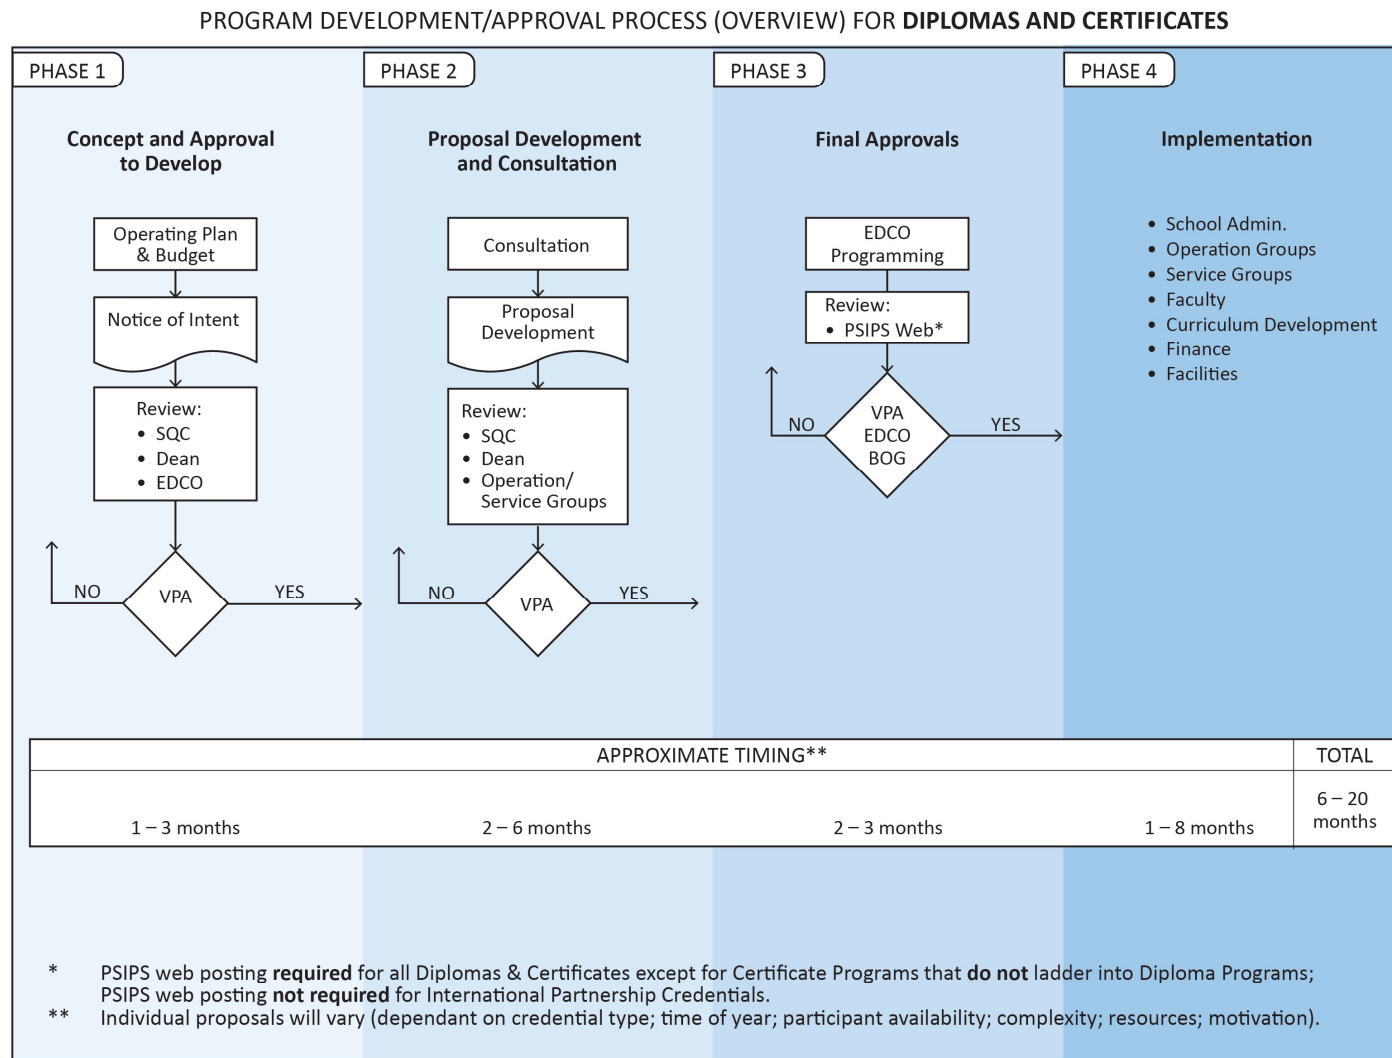 PROGRAM DEVELOPMENT/APPROVAL PROCESS (OVERVIEW) FOR DIPLOMAS AND CERTIFICATES
PHASE 1
Concept and Approval
to Develop
Operating Plan
& Budget
Notice of Intent
Review:
• SQC
• Dean
• EDCO
VPA
NO
YES
PHASE 2
Proposal Development
and Consultation
Consultation
Proposal
Development
Review:
• SQC
• Dean
• Operation/
Service Groups
VPA
NO
YES
PHASE 3
Final Approvals
EDCO
Programming
Review:
• PSIPS Web*
VPA
EDCO
BOG
NO
YES
PHASE 4
Implementation
• School Admin.
• Operation Groups
• Service Groups
• Faculty
• Curriculum Development
• Finance
• Facilities
APPROXIMATE TIMING**
TOTAL
1 – 3 months
2 – 6 months
2 – 3 months
1 – 8 months
6 – 20
months
* PSIPS web posting required for all Diplomas & Certificates except for Certificate Programs that do not ladder into Diploma Programs;
PSIPS web posting not required for International Partnership Credentials.
** Individual proposals will vary (dependant on credential type; time of year; participant availability; complexity; resources; motivation).